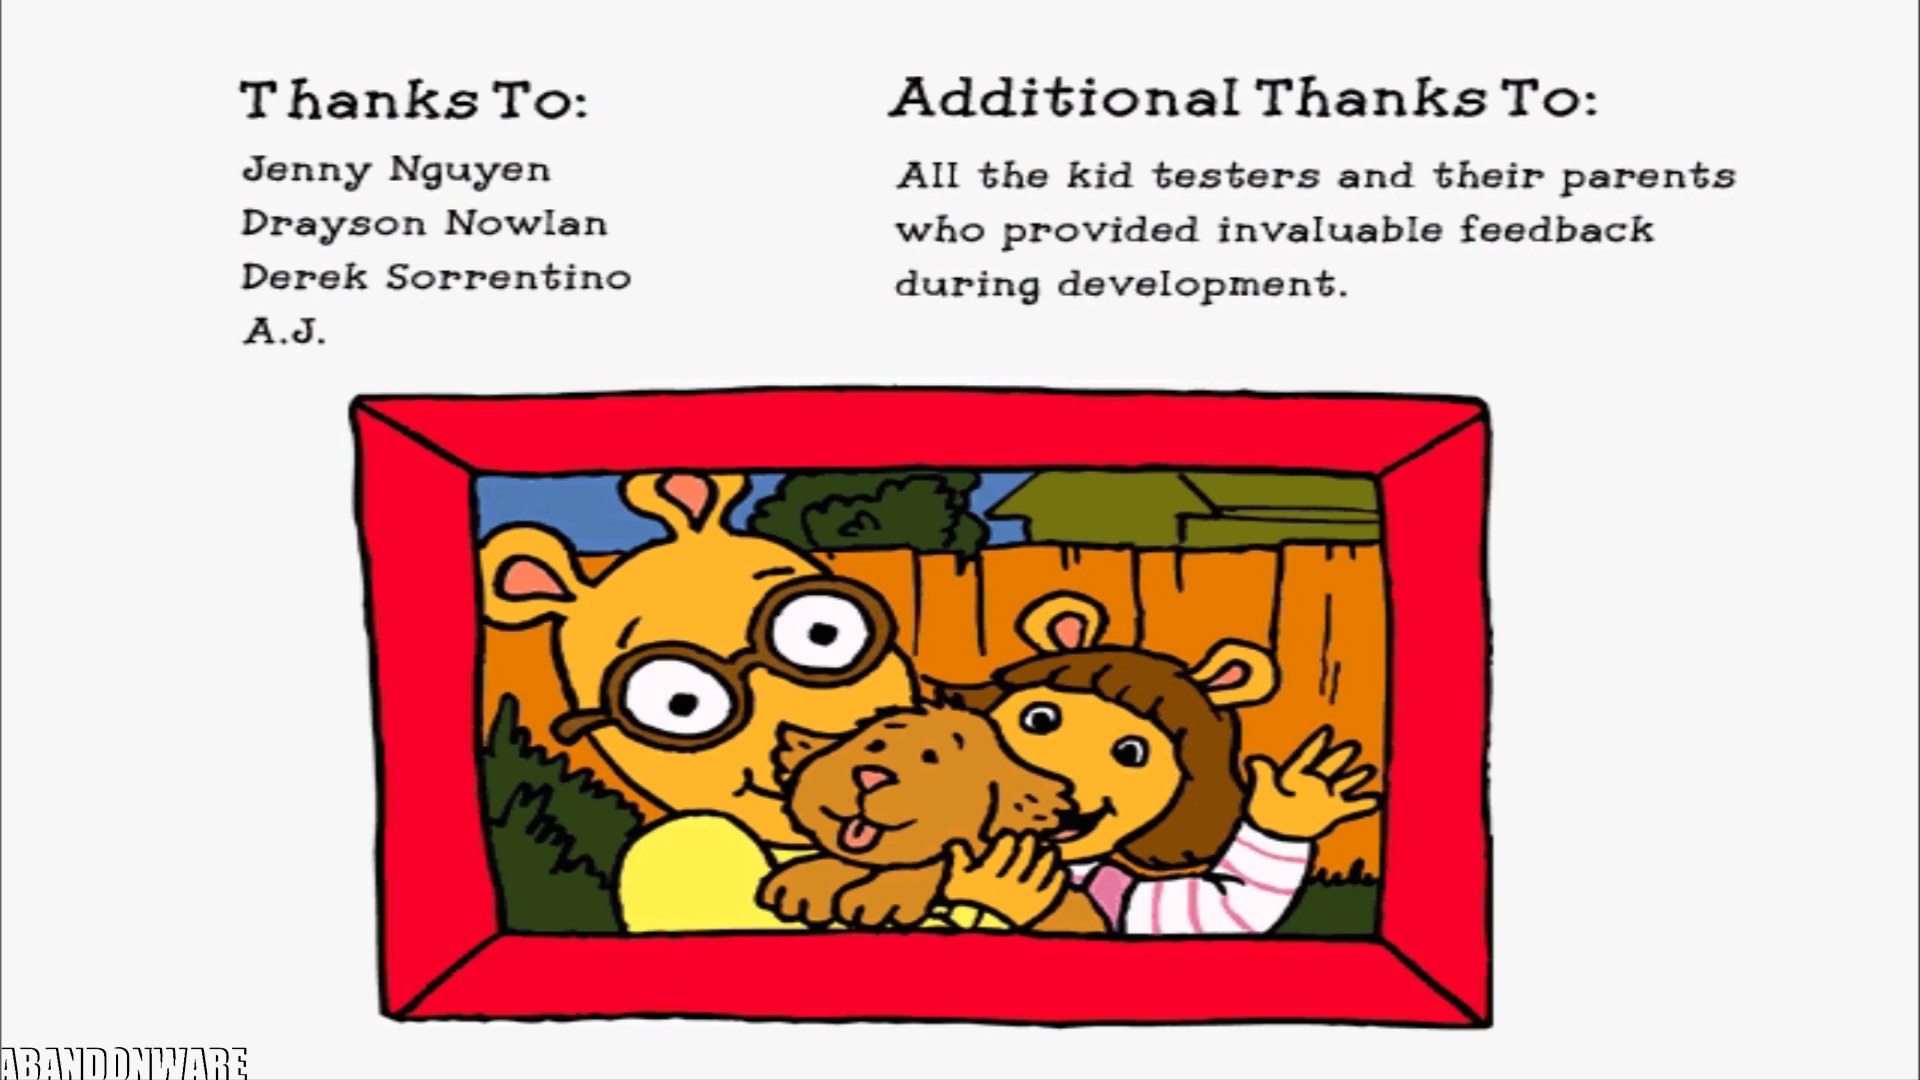 Thanks To:
Jenny Nguyen
Drayson Nowlan
Derek Sorrentino
A.J.
Additional Thanks To:
All the kid testers and their parents
who provided invaluable feedback
during development.
ABANDONWARE